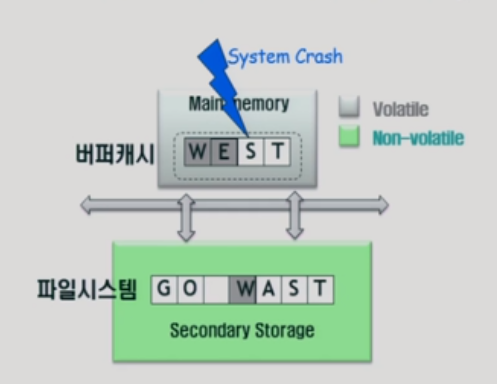 System Crash
Main memory
Volatile
Non-volatile
버퍼캐시
W E S T
파일시스템
G O W A S T
Secondary Storage